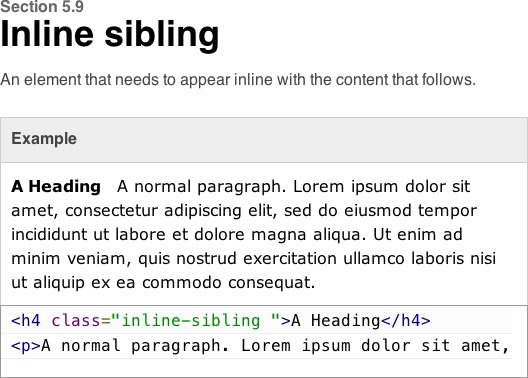 Section 5.9
Inline sibling
An element that needs to appear inline with the content that follows.
Example
A Heading A normal paragraph. Lorem ipsum dolor sit
amet, consectetur adipiscing elit, sed do eiusmod tempor
incididunt ut labore et dolore magna aliqua. Ut enim ad
minim veniam, quis nostrud exercitation ullamco laboris nisi
ut aliquip ex ea commodo consequat.
<h4 class="inline-sibling ">A Heading</h4>
<p>A normal paragraph. Lorem ipsum dolor sit amet,